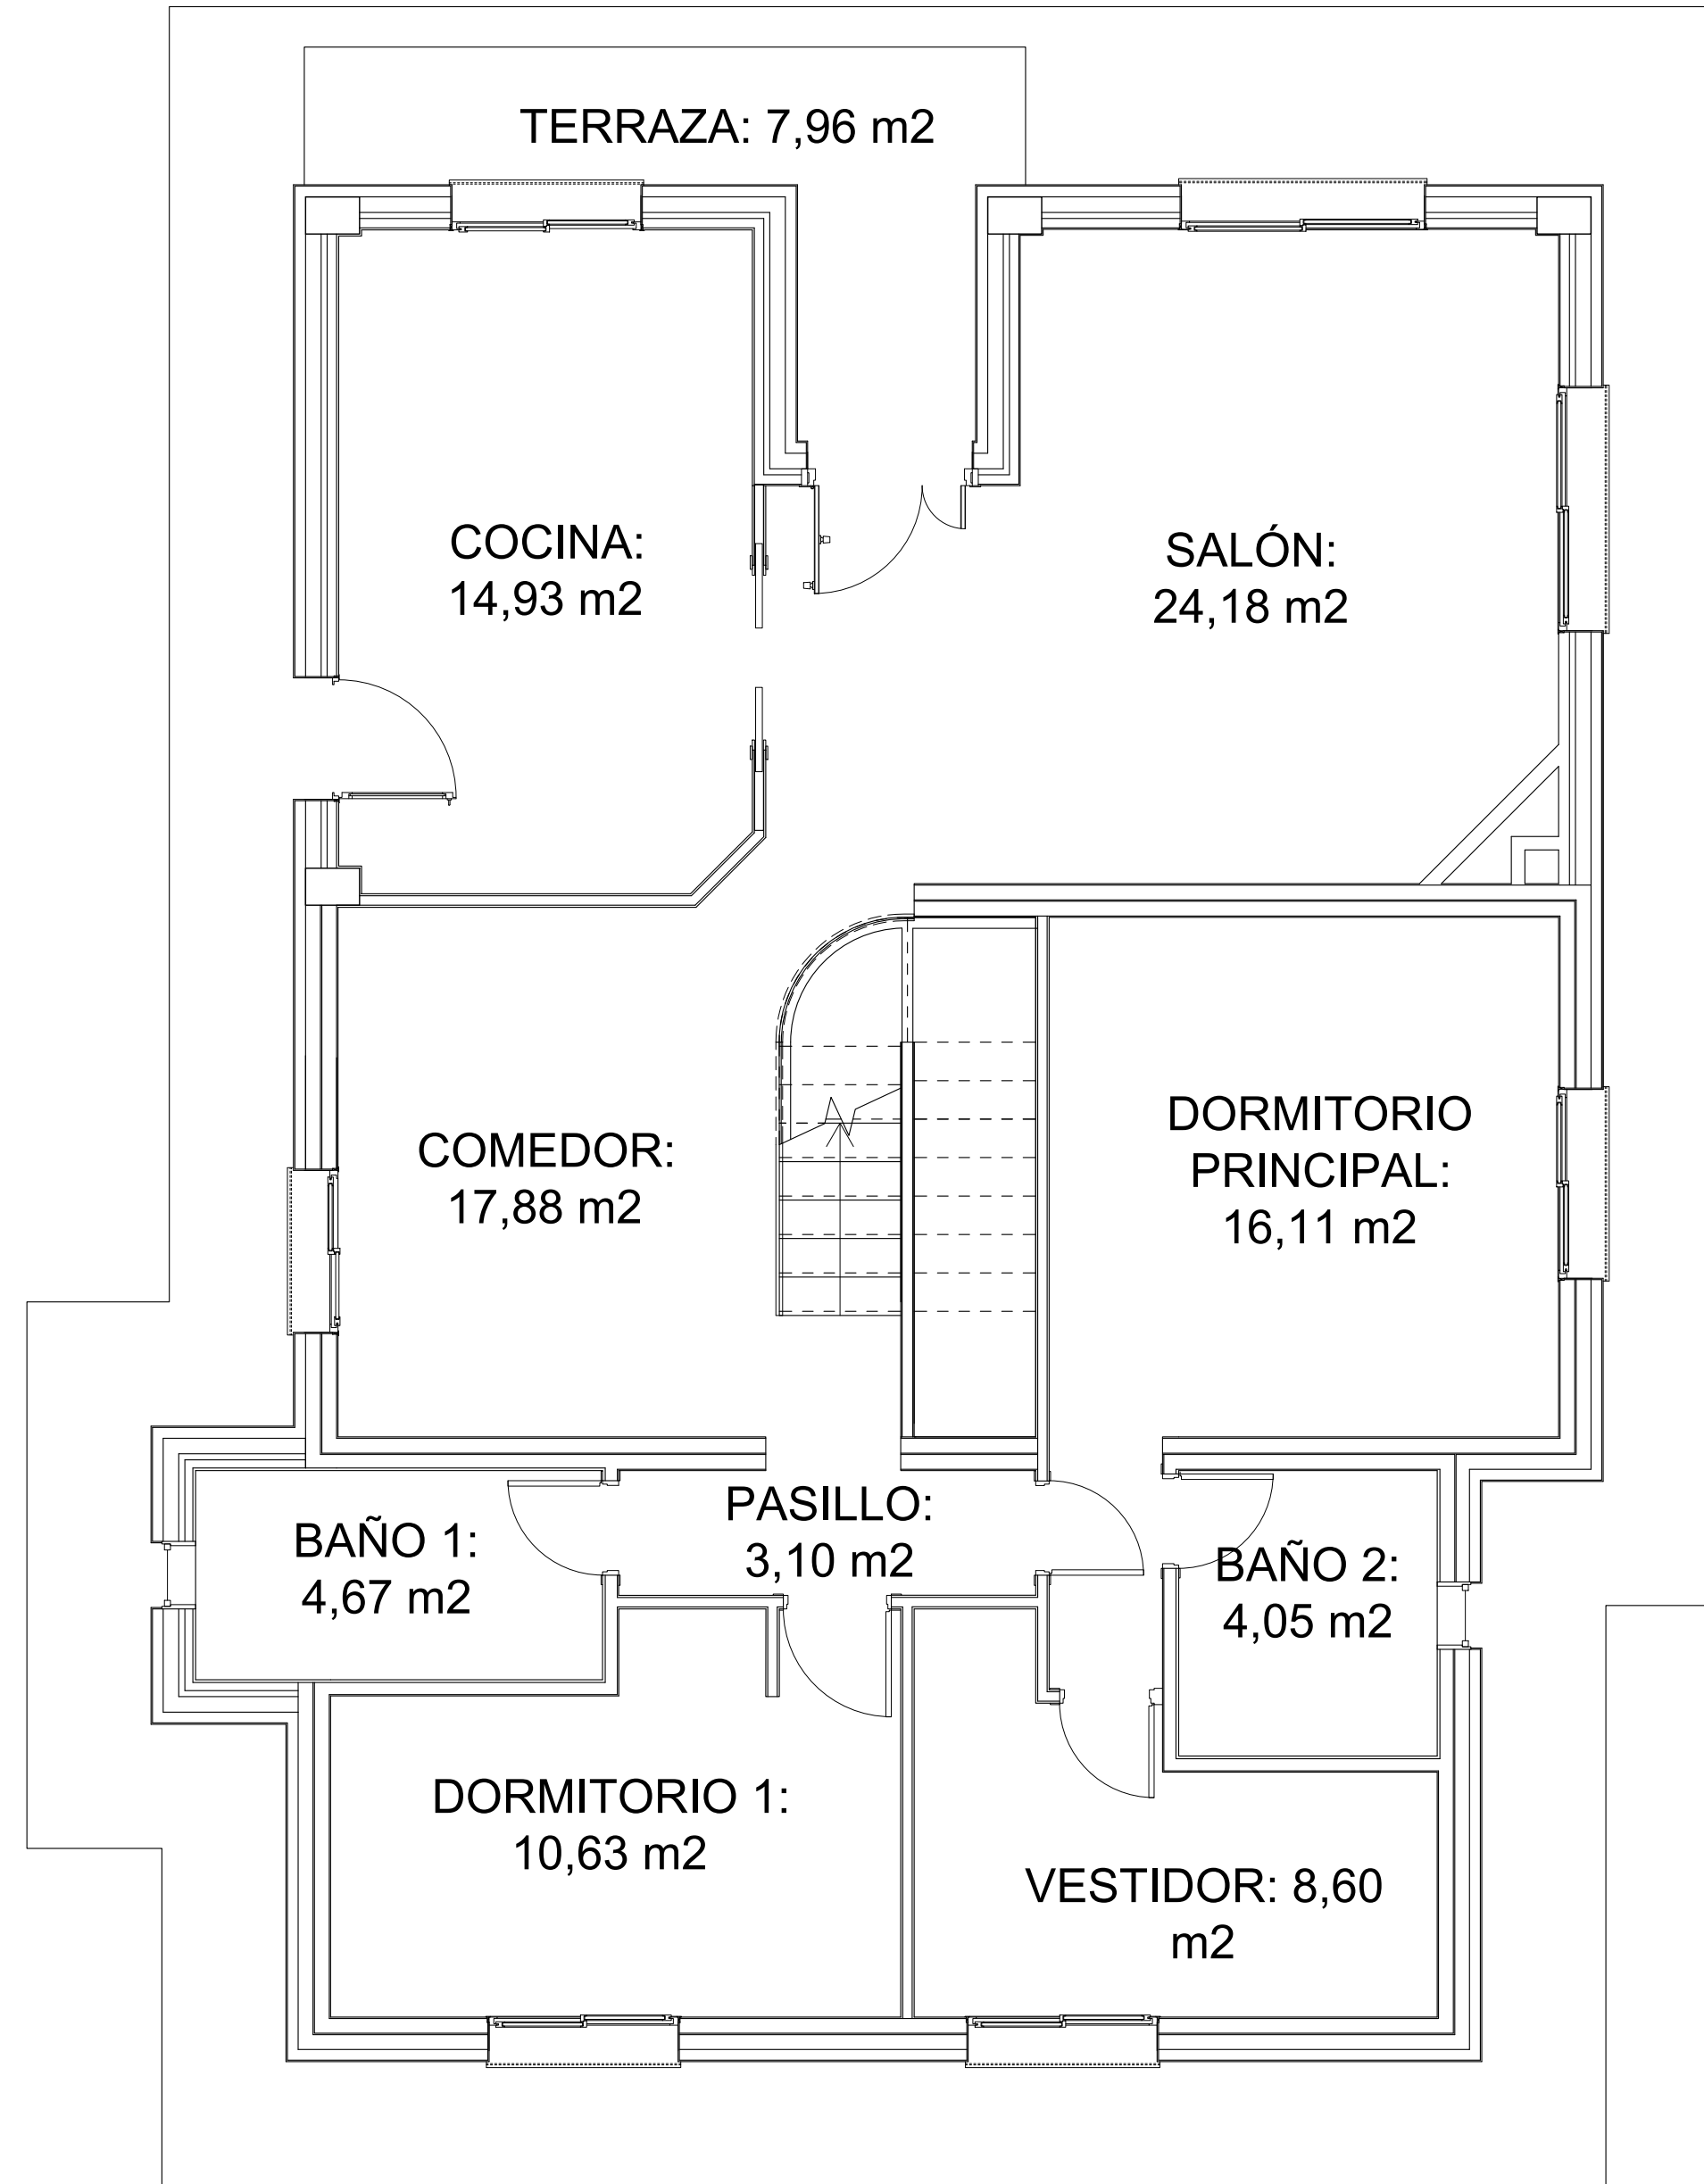 TERRAZA: 7,96 m2
COCINA:
14,93 m2
SALÓN:
24,18 m2
COMEDOR:
17,88 m2
DORMITORIO
PRINCIPAL:
16,11 m2
PASILLO:
3,10 m2
BAÑO 1:
4,67 m2
BAÑO 2:
4,05 m2
DORMITORIO 1:
10,63 m2
VESTIDOR: 8,60
m2